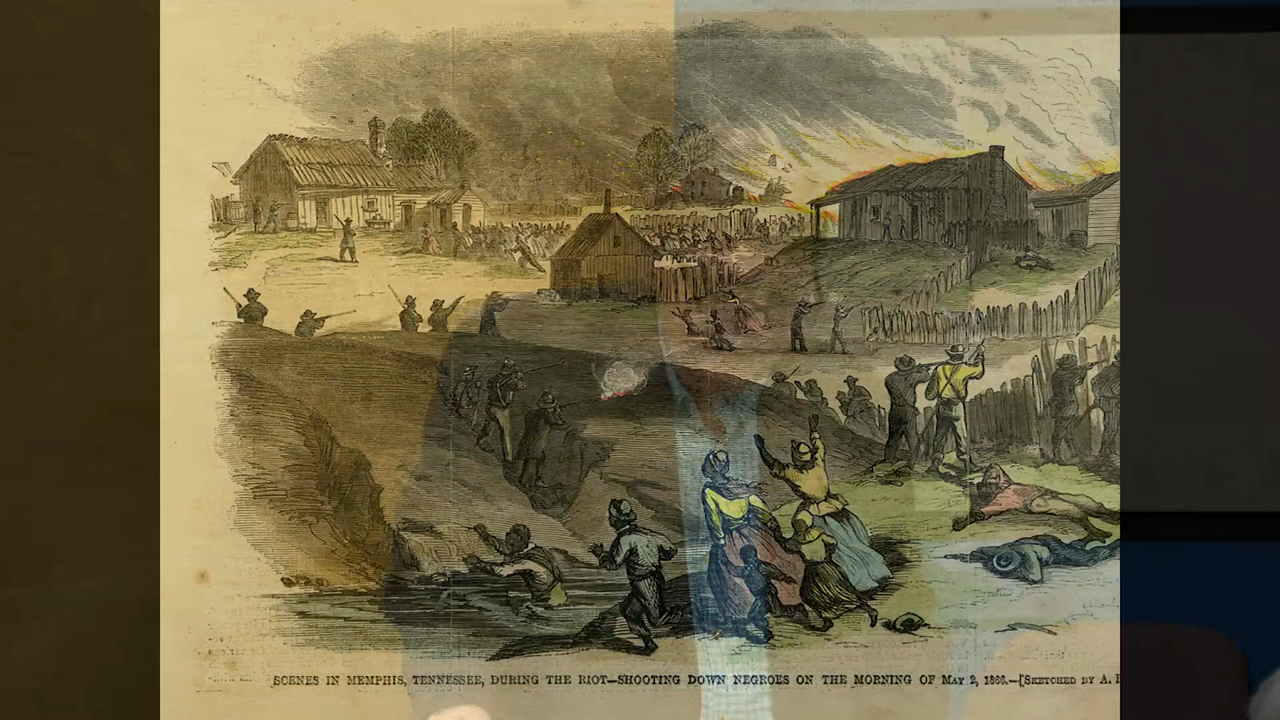 SCENES IN MEMPHIS, TENNESSEE, DURING THE RIOT—SHOOTING DOWN NEGROES ON THE MORNING OF MAY 2, 1866.—[SKETCHED BY A.